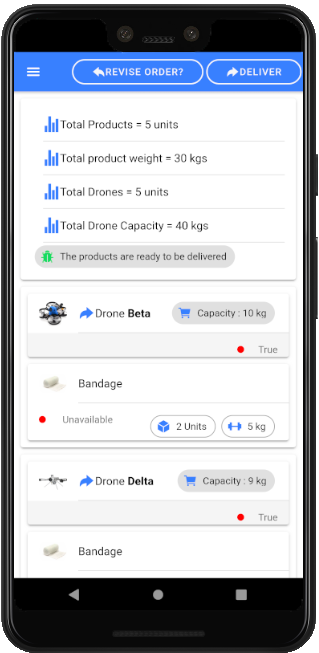 REVISE ORDER?
DELIVER
Total Products = 5 units
Total product weight = 30 kgs
Total Drones = 5 units
Total Drone Capacity = 40 kgs
The products are ready to be delivered
Drone Beta
Capacity : 10 kg
True
Bandage
Unavailable
2 Units
5 kg
Drone Delta
Capacity : 9 kg
True
Bandage